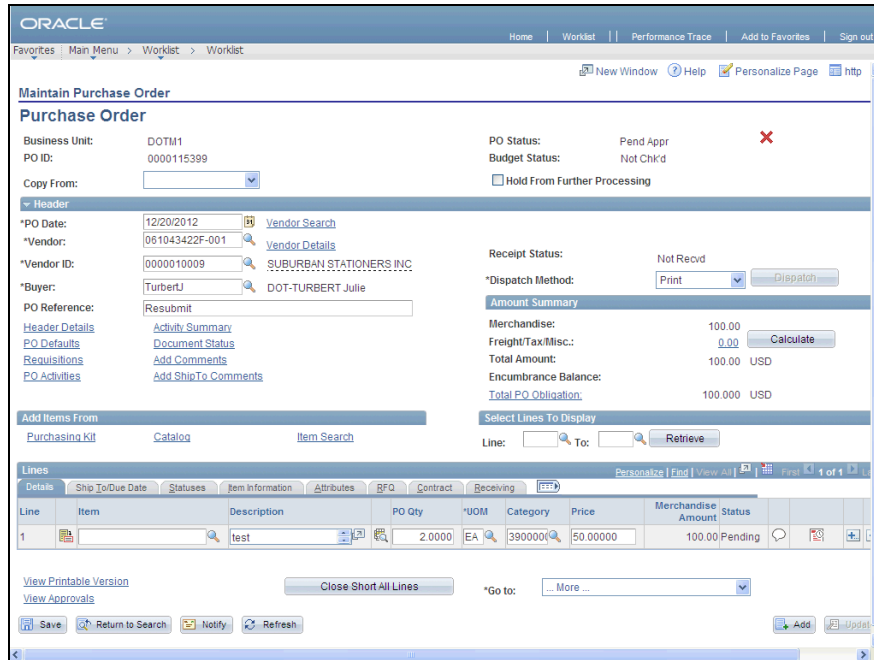 ORACLE
Home | Worklist | | Performance Trace | Add to Favorites | Sign out
Favorites | Main Menu > Worklist > Worklist
New Window Help Personalize Page http
Maintain Purchase Order
Purchase Order
Business Unit: DOTM1 PO Status: Pend Appr
PO ID: 0000115399 Budget Status: Not Chk'd
Copy From: Hold From Further Processing
Header
*PO Date: 12/20/2012 Vendor Search
*Vendor: 061043422F-001 Vendor Details
Receipt Status: Not Recvd
*Vendor ID: 0000010009 SUBURBAN STATIONERS INC
*Dispatch Method: Print Dispatch
*Buyer: TurbertJ DOT-TURBERT Julie
PO Reference: Resubmit Amount Summary
Header Details Activity Summary Merchandise: 100.00
PO Defaults Document Status Freight/Tax/Misc.: 0.00 Calculate
Requisitions Add Comments Total Amount: 100.00 USD
PO Activities Add ShipTo Comments Encumbrance Balance:
Total PO Obligation: 100.000 USD
Add Items From Select Lines To Display
Purchasing Kit Catalog Item Search Line: To: Retrieve
Lines Personalize | Find | View All | First 1 of 1
Details Ship To/Due Date Statuses Item Information Attributes RFQ Contract Receiving
Line Item Description PO Qty *UOM Category Price Merchandise Amount Status
1 test 2.0000 EA 390000 50.00000 100.00 Pending
View Printable Version Close Short All Lines *Go to: ... More ...
View Approvals
Save Return to Search Notify Refresh Add